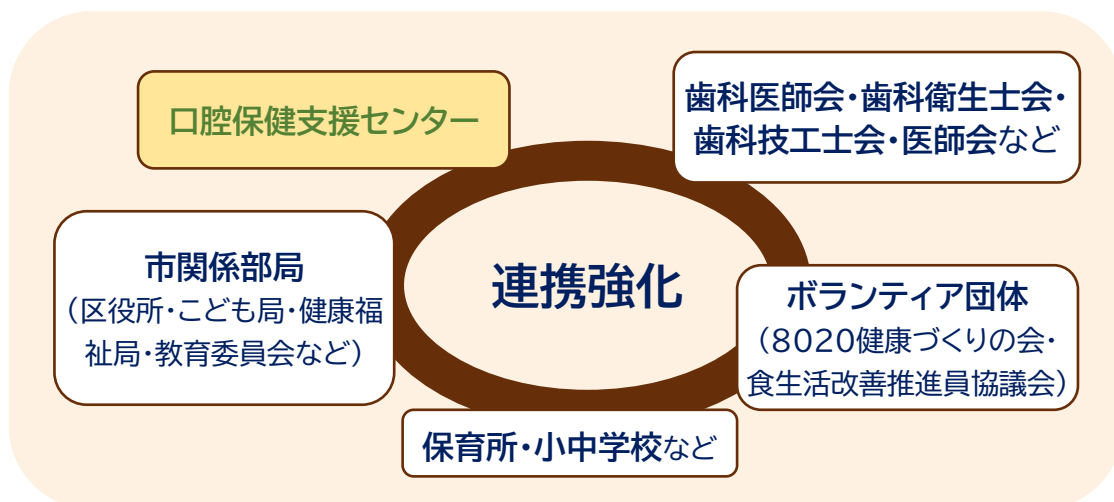 口腔保健支援センター
歯科医師会・歯科衛生士会・
歯科技工士会・医師会など
市関係部局
（区役所・こども局・健康福
祉局・教育委員会など）
連携強化
ボランティア団体
（8020健康づくりの会・
食生活改善推進員協議会）
保育所・小中学校など